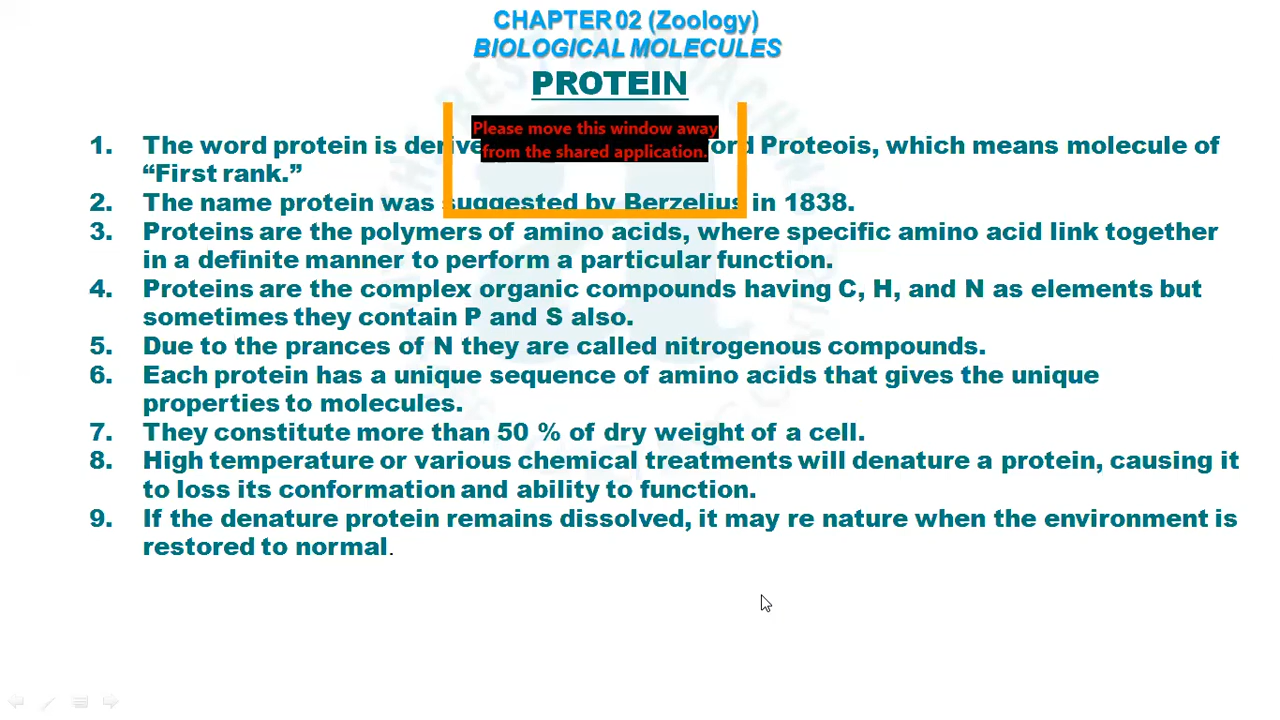 CHAPTER 02 (Zoology)
BIOLOGICAL MOLECULES
PROTEIN
Please move this window away
from the shared application.
1. The word protein is derive ord Proteois, which means molecule of
“First rank.”
2. The name protein was suggested by Berzelius in 1838.
3. Proteins are the polymers of amino acids, where specific amino acid link together
in a definite manner to perform a particular function.
4. Proteins are the complex organic compounds having C, H, and N as elements but
sometimes they contain P and S also.
5. Due to the prances of N they are called nitrogenous compounds.
6. Each protein has a unique sequence of amino acids that gives the unique
properties to molecules.
7. They constitute more than 50 % of dry weight of a cell.
8. High temperature or various chemical treatments will denature a protein, causing it
to loss its conformation and ability to function.
9. If the denature protein remains dissolved, it may re nature when the environment is
restored to normal.